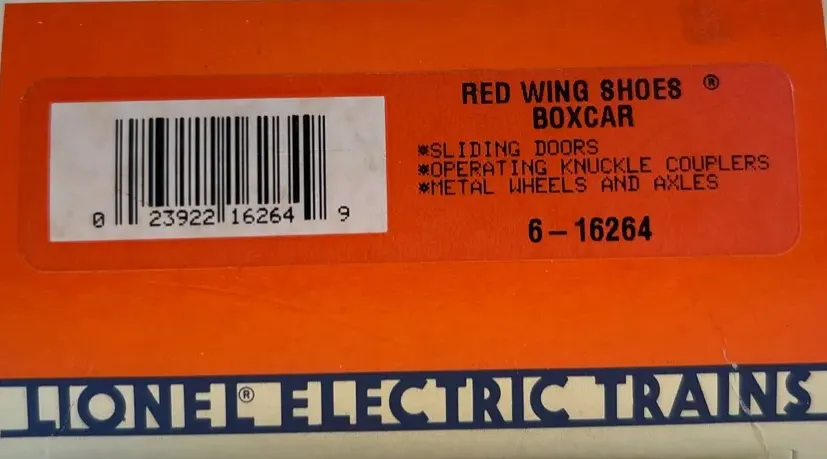 RED WING SHOES ®
BOXCAR
*SLIDING DOORS
*OPERATING KNUCKLE COUPLERS
*METAL WHEELS AND AXLES
6-16264
0 23922 16264 9
LIONEL® ELECTRIC TRAINS